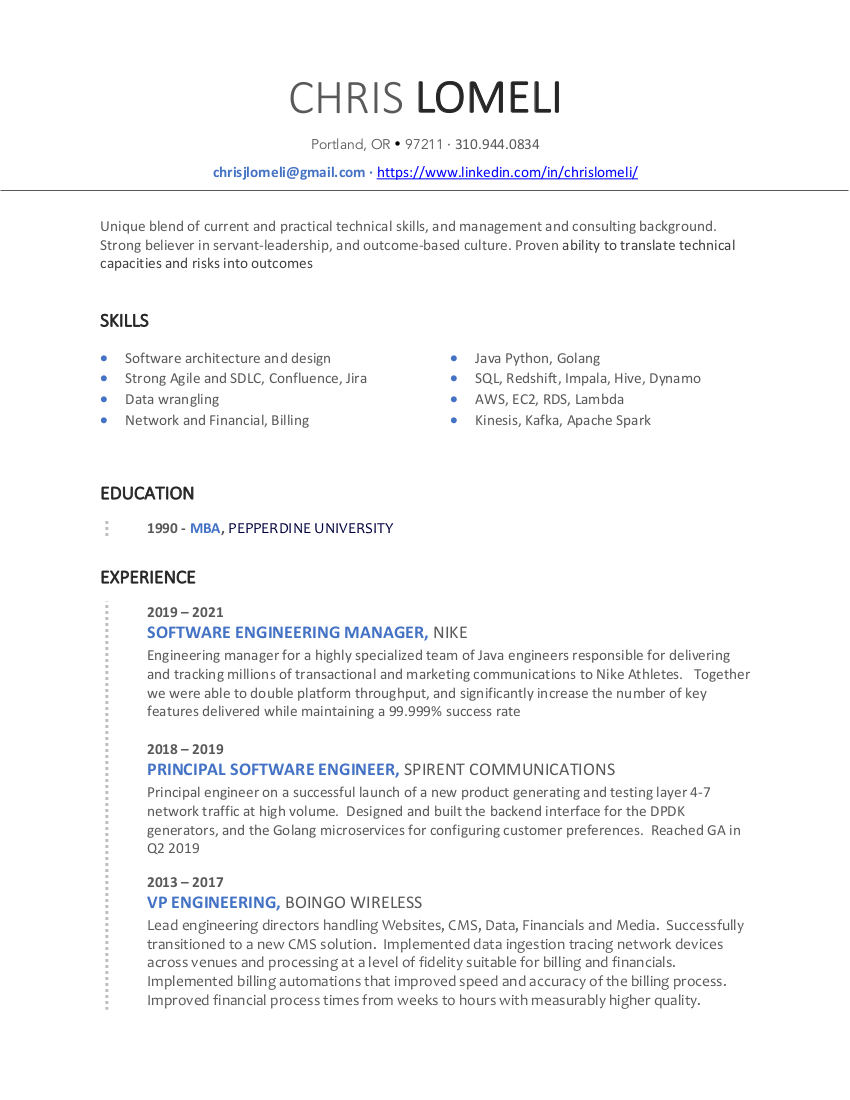 CHRIS LOMELI
Portland, OR • 97211 · 310.944.0834
chrisjlomeli@gmail.com · https://www.linkedin.com/in/chrislomeli/
Unique blend of current and practical technical skills, and management and consulting background.
Strong believer in servant-leadership, and outcome-based culture. Proven ability to translate technical
capacities and risks into outcomes
SKILLS
• Software architecture and design
• Strong Agile and SDLC, Confluence, Jira
• Data wrangling
• Network and Financial, Billing
• Java Python, Golang
• SQL, Redshift, Impala, Hive, Dynamo
• AWS, EC2, RDS, Lambda
• Kinesis, Kafka, Apache Spark
EDUCATION
1990 - MBA, PEPPERDINE UNIVERSITY
EXPERIENCE
2019 – 2021
SOFTWARE ENGINEERING MANAGER, NIKE
Engineering manager for a highly specialized team of Java engineers responsible for delivering
and tracking millions of transactional and marketing communications to Nike Athletes.   Together
we were able to double platform throughput, and significantly increase the number of key
features delivered while maintaining a 99.999% success rate
2018 – 2019
PRINCIPAL SOFTWARE ENGINEER, SPIRENT COMMUNICATIONS
Principal engineer on a successful launch of a new product generating and testing layer 4-7
network traffic at high volume.  Designed and built the backend interface for the DPDK
generators, and the Golang microservices for configuring customer preferences.  Reached GA in
Q2 2019
2013 – 2017
VP ENGINEERING, BOINGO WIRELESS
Lead engineering directors handling Websites, CMS, Data, Financials and Media.  Successfully
transitioned to a new CMS solution.  Implemented data ingestion tracing network devices
across venues and processing at a level of fidelity suitable for billing and financials.
Implemented billing automations that improved speed and accuracy of the billing process.
Improved financial process times from weeks to hours with measurably higher quality.